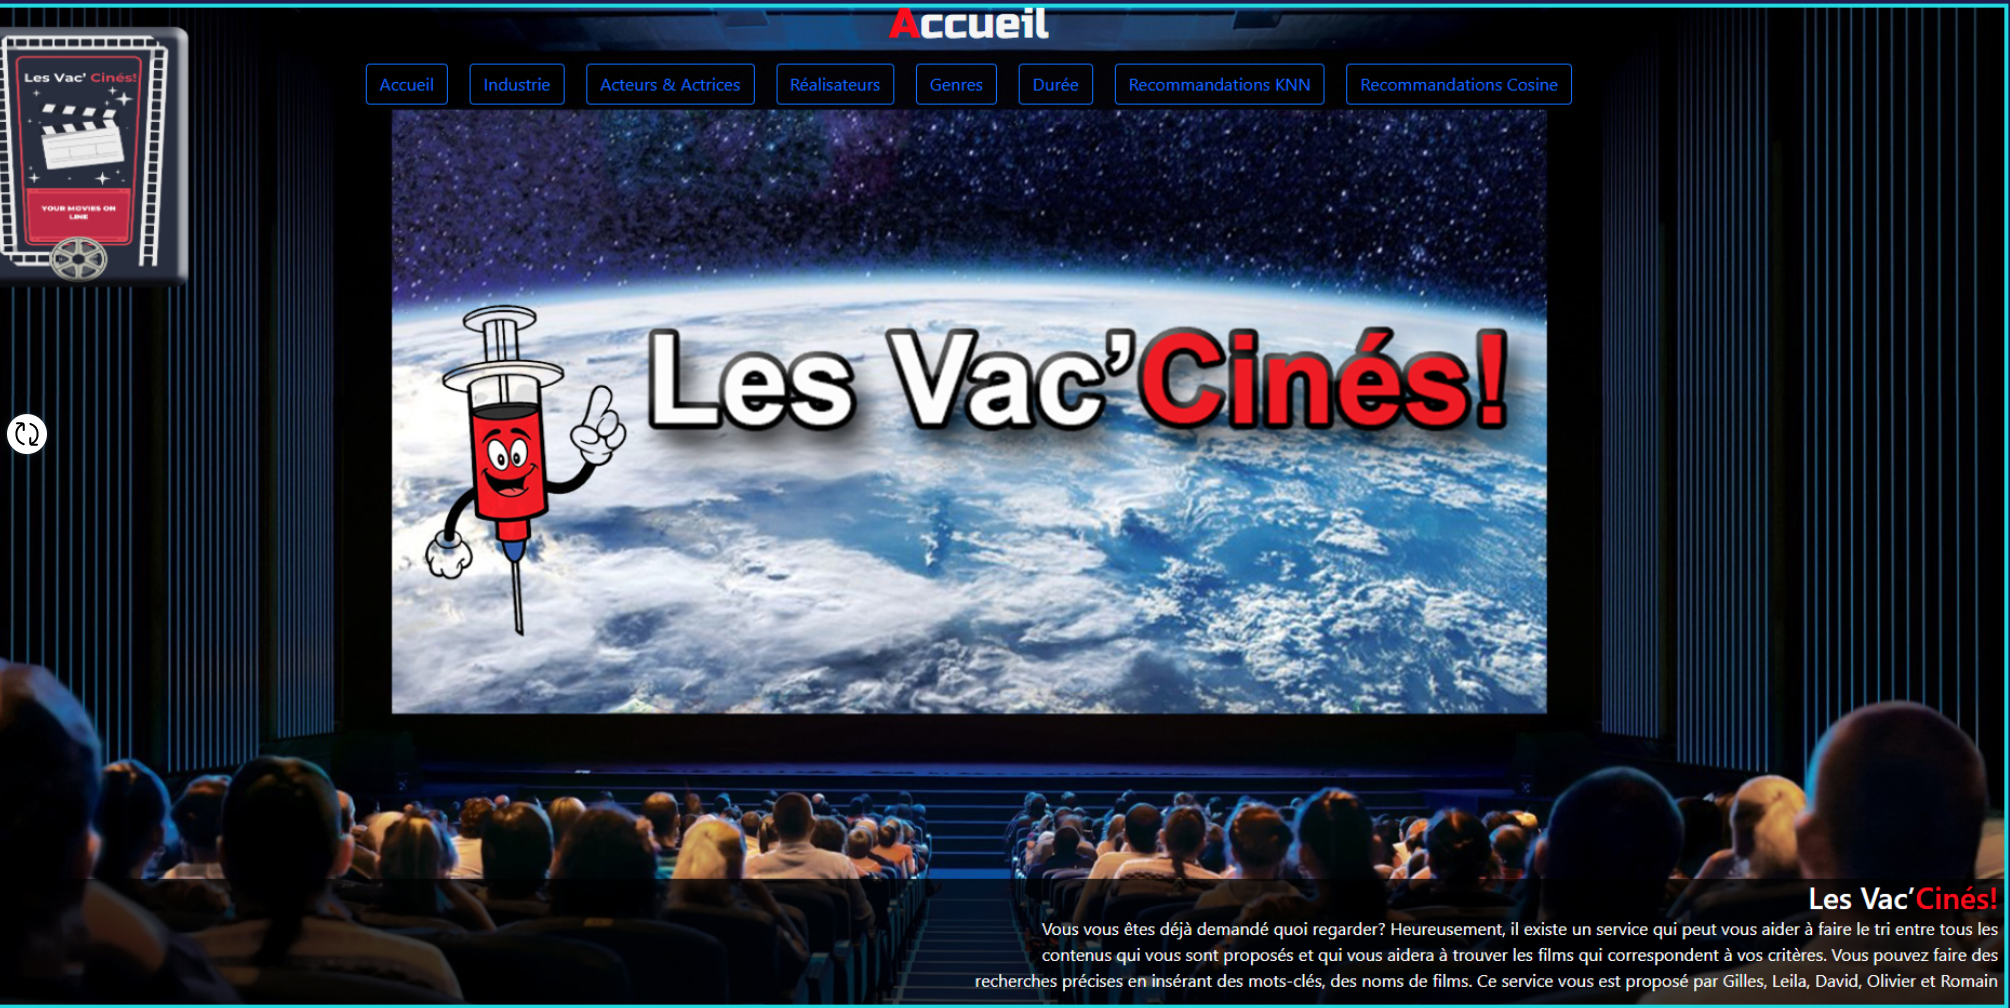 Accueil
Les Vac' Cinés!
YOUR MOVIES ON
LINE
Accueil
Industrie
Acteurs & Actrices
Réalisateurs
Genres
Durée
Recommandations KNN
Recommandations Cosine
Les Vac’Cinés!
Les Vac’Cinés!
Vous vous êtes déjà demandé quoi regarder? Heureusement, il existe un service qui peut vous aider à faire le tri entre tous les
contenus qui vous sont proposés et qui vous aidera à trouver les films qui correspondent à vos critères. Vous pouvez faire des
recherches précises en insérant des mots-clés, des noms de films. Ce service vous est proposé par Gilles, Leila, David, Olivier et Romain